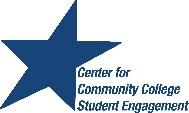 Center for
Community College
Student Engagement